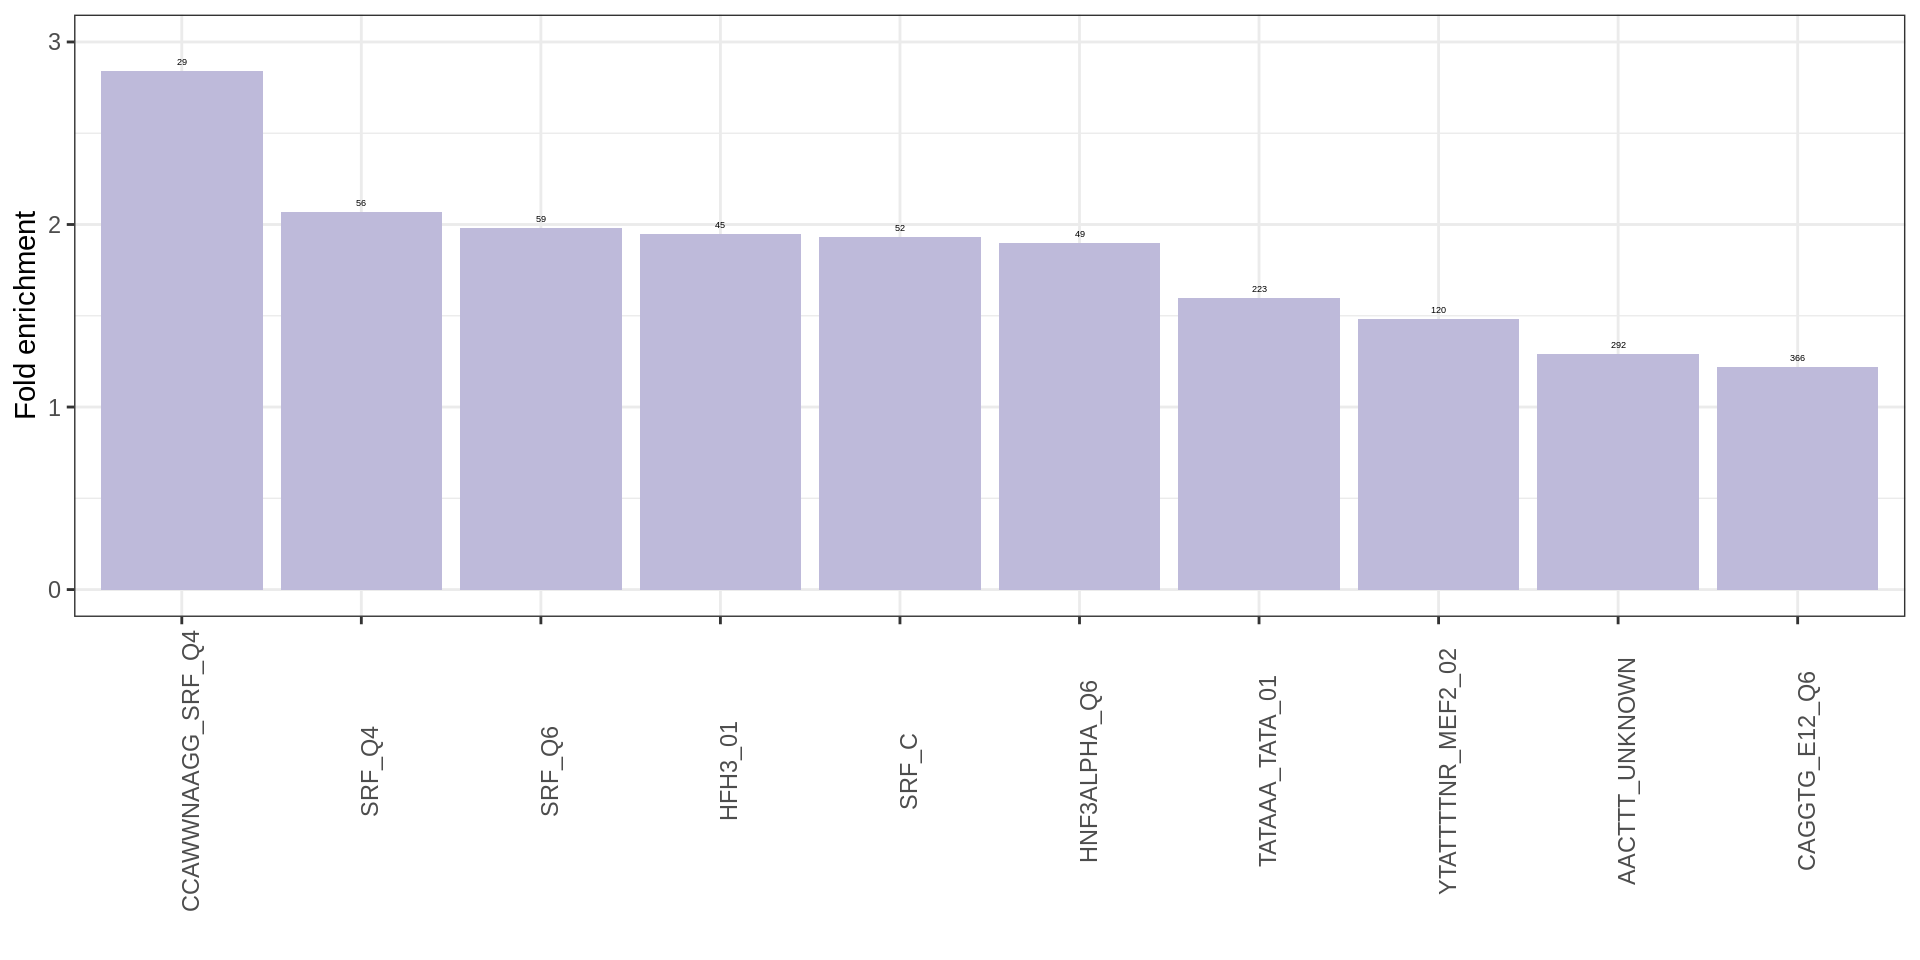 Fold enrichment
3
2
1
0
29
56
59
45
52
49
223
120
292
366
CCAWWNAAGG_SRF_Q4
SRF_Q4
SRF_Q6
HFH3_01
SRF_C
HNF3ALPHA_Q6
TATAAA_TATA_01
YTATTTTNR_MEF2_02
AACTTT_UNKNOWN
CAGGTG_E12_Q6